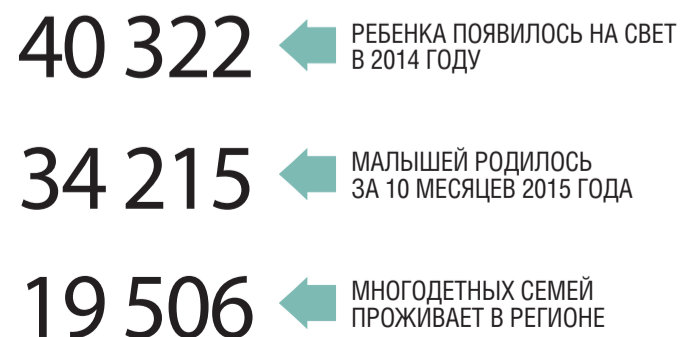 40 322
РЕБЕНКА ПОЯВИЛОСЬ НА СВЕТ
В 2014 ГОДУ
34 215
МАЛЫШЕЙ РОДИЛОСЬ
ЗА 10 МЕСЯЦЕВ 2015 ГОДА
19 506
МНОГОДЕТНЫХ СЕМЕЙ
ПРОЖИВАЕТ В РЕГИОНЕ